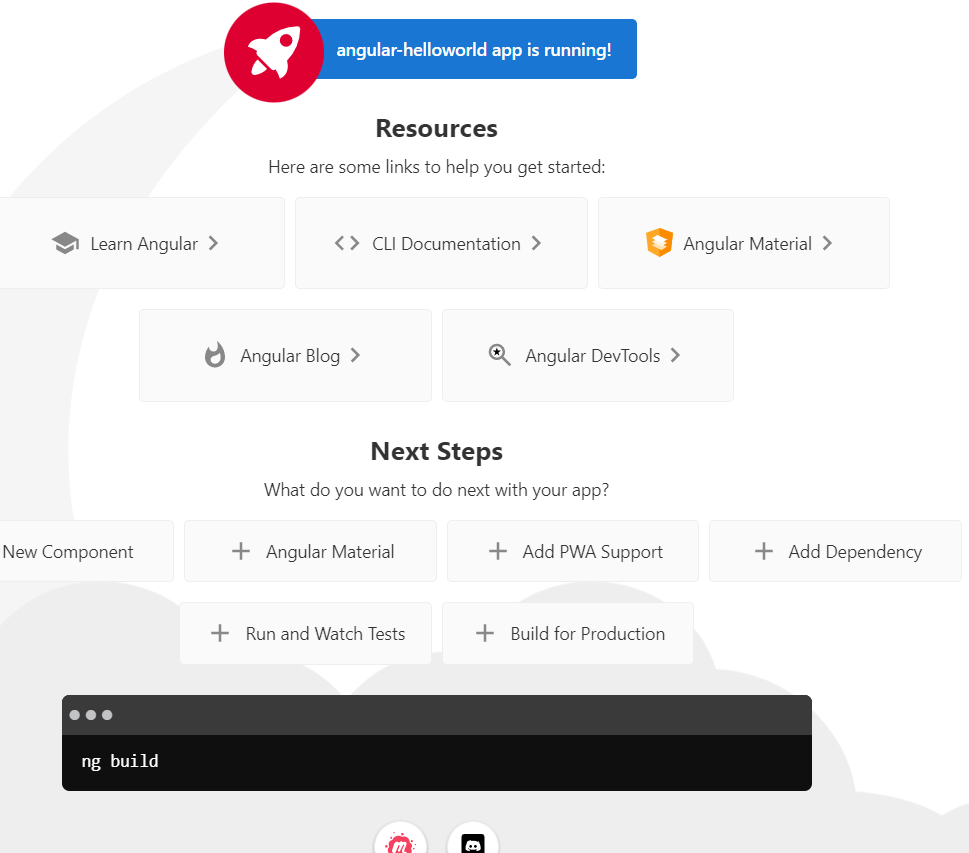 angular-helloworld app is running!
Resources
Here are some links to help you get started:
Learn Angular
CLI Documentation
Angular Material
Angular Blog
Angular DevTools
Next Steps
What do you want to do next with your app?
New Component
Angular Material
Add PWA Support
Add Dependency
Run and Watch Tests
Build for Production
ng build
m